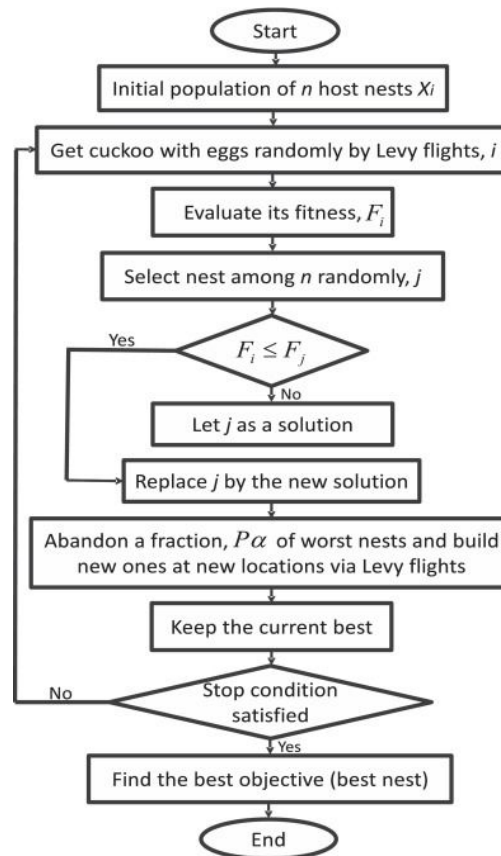 Start
Initial population of n host nests Xi
Get cuckoo with eggs randomly by Levy flights, i
Evaluate its fitness, Fi
Select nest among n randomly, j
Yes
Fi ≤ Fj
No
Let j as a solution
Replace j by the new solution
Abandon a fraction, Pα of worst nests and build
new ones at new locations via Levy flights
Keep the current best
No
Stop condition
satisfied
Yes
Find the best objective (best nest)
End